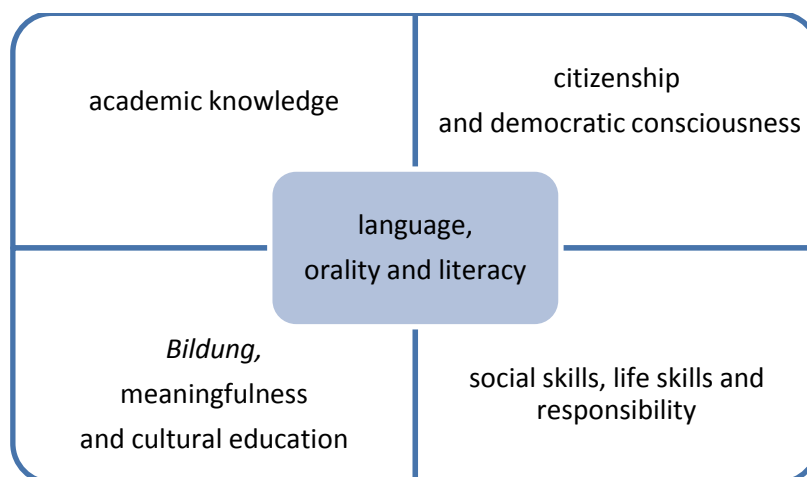 academic knowledge
citizenship
and democratic consciousness
language,
orality and literacy
Bildung,
meaningfulness
and cultural education
social skills, life skills and
responsibility